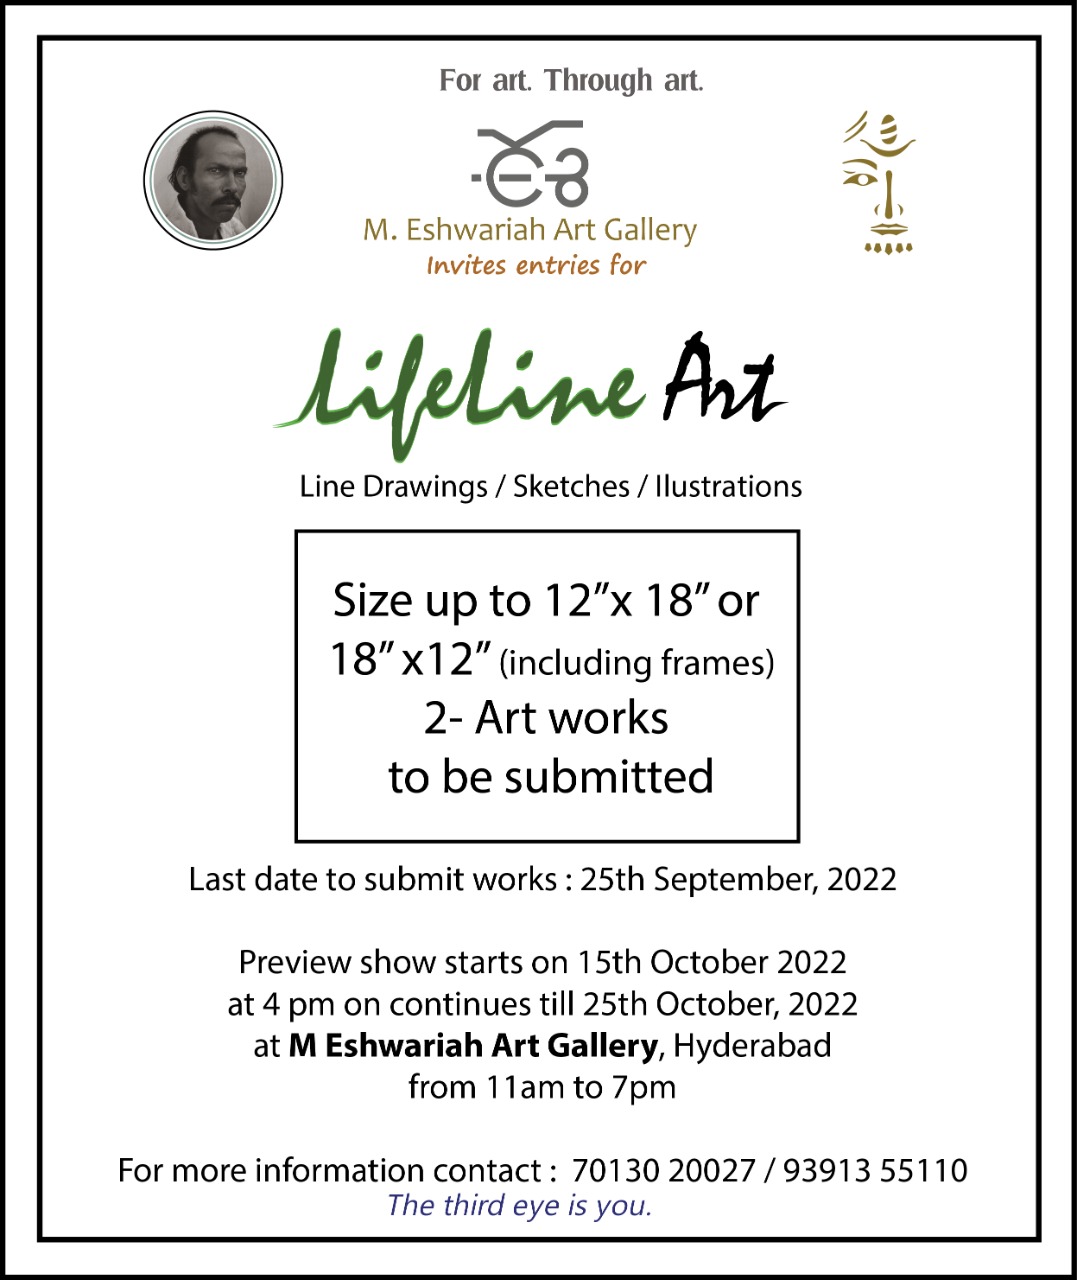 For art. Through art.
M. Eshwariah Art Gallery
Invites entries for
LifeLine Art
Line Drawings / Sketches / Ilustrations
Size up to 12”x 18” or
18” x12” (including frames)
2- Art works
to be submitted
Last date to submit works : 25th September, 2022
Preview show starts on 15th October 2022
at 4 pm on continues till 25th October, 2022
at M Eshwariah Art Gallery, Hyderabad
from 11am to 7pm
For more information contact : 70130 20027 / 93913 55110
The third eye is you.